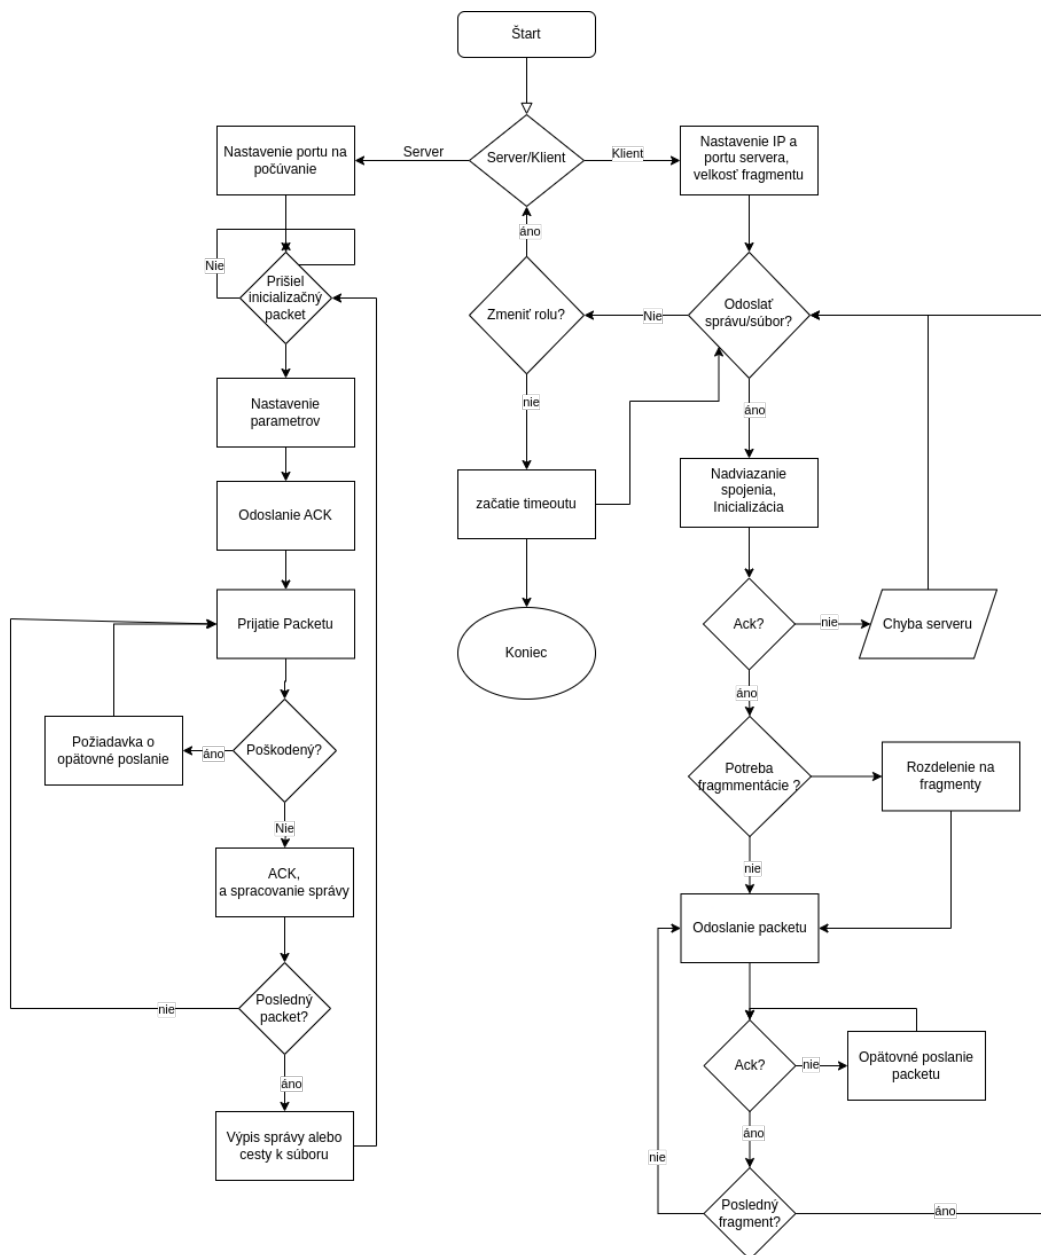 Štart
Server/Klient
Server
Klient
Nastavenie portu na
počúvanie
Nastavenie IP a
portu servera,
velkosť fragmentu
áno
Nie
Prišiel
inicializačný
packet
Zmeniť rolu?
Nie
Odoslať
správu/súbor?
nie
áno
Nastavenie
parametrov
začatie timeoutu
Nadviazanie
spojenia,
Inicializácia
Odoslanie ACK
Prijatie Packetu
Koniec
Ack?
nie
Chyba serveru
áno
Požiadavka o
opätovné poslanie
áno
Poškodený?
Potreba
fragmmentácie ?
Rozdelenie na
fragmenty
Nie
nie
ACK,
a spracovanie správy
Odoslanie packetu
nie
Posledný
packet?
Ack?
nie
Opätovné poslanie
packetu
áno
áno
Výpis správy alebo
cesty k súboru
nie
Posledný
fragment?
áno